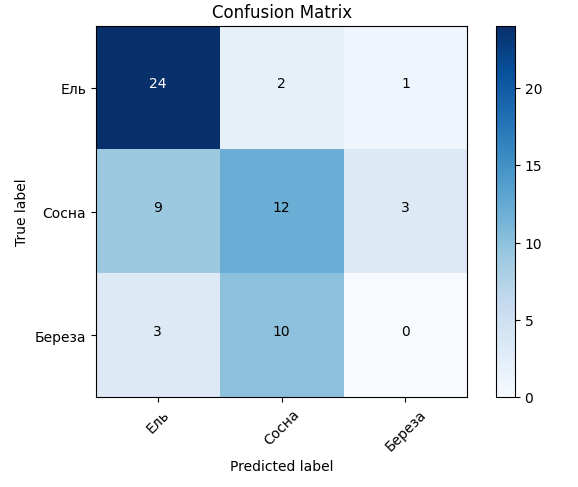 Confusion Matrix
True label
Ель
24
2
1
Сосна
9
12
3
Береза
3
10
0
Ель
Сосна
Береза
Predicted label
20
15
10
5
0